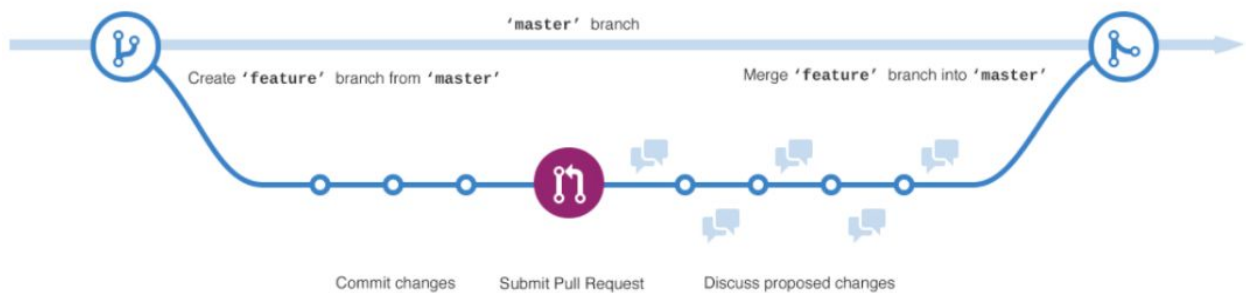 ‘master’ branch
Create ‘feature’ branch from ‘master’
Merge ‘feature’ branch into ‘master’
Commit changes
Submit Pull Request
Discuss proposed changes